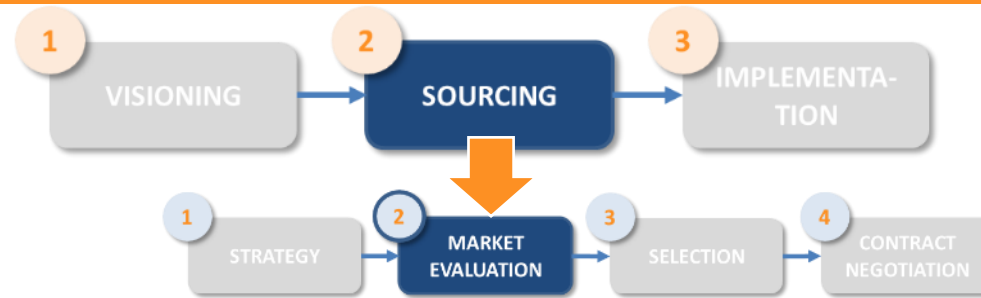 1
VISIONING
2
SOURCING
3
IMPLEMENTA-
TION
1
STRATEGY
2
MARKET
EVALUATION
3
SELECTION
4
CONTRACT
NEGOTIATION